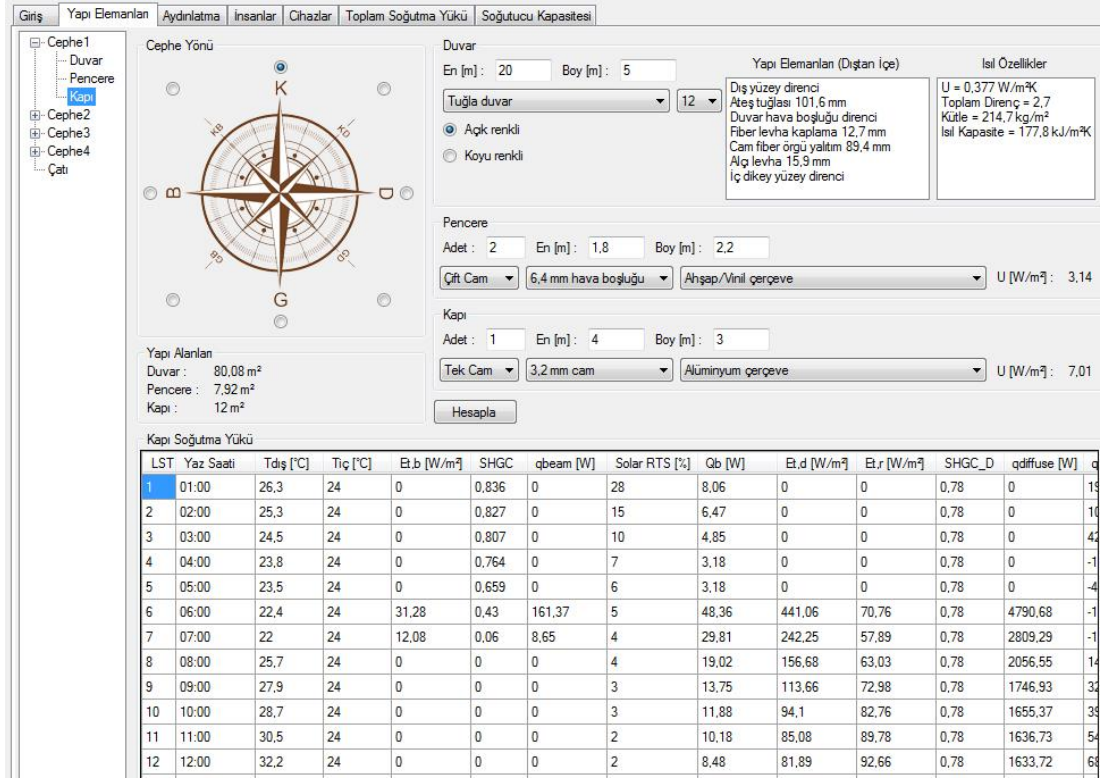 Giriş Yapı Elemanları Aydınlatma İnsanlar Cihazlar Toplam Soğutma Yükü Soğutucu Kapasitesi
Cephe1
Duvar
Pencere
Kapı
Cephe2
Cephe3
Cephe4
Çatı
Cephe Yönü
K
KB
KD
B
D
GB
GD
G
Yapı Alanları
Duvar : 80,08 m²
Pencere : 7,92 m²
Kapı : 12 m²
Duvar
En [m] : 20 Boy [m] : 5
Tuğla duvar 12
Açık renkli
Koyu renkli
Yapı Elemanları (Dıştan İçe)
Dış yüzey direnci
Ateş tuğlası 101,6 mm
Duvar hava boşluğu direnci
Fiber levha kaplama 12,7 mm
Cam fiber örgü yalıtım 89,4 mm
Alçı levha 15,9 mm
İç dikey yüzey direnci
Isıl Özellikler
U = 0,377 W/m²K
Toplam Direnç = 2,7
Kütle = 214,7 kg/m²
Isıl Kapasite = 177,8 kJ/m²K
Pencere
Adet : 2 En [m] : 1,8 Boy [m] : 2,2
Çift Cam 6,4 mm hava boşluğu Ahşap/Vinil çerçeve U [W/m²] : 3,14
Kapı
Adet : 1 En [m] : 4 Boy [m] : 3
Tek Cam 3,2 mm cam Alüminyum çerçeve U [W/m²] : 7,01
Hesapla
Kapı Soğutma Yükü
LST Yaz Saati Tdış [°C] Tiç [°C] Et,b [W/m²] SHGC qbeam [W] Solar RTS [%] Qb [W] Et,d [W/m²] Et,r [W/m²] SHGC_D qdiffuse [W] q
1 01:00 26,3 24 0 0,836 0 28 8,06 0 0 0,78 0 19
2 02:00 25,3 24 0 0,827 0 15 6,47 0 0 0,78 0 10
3 03:00 24,5 24 0 0,807 0 10 4,85 0 0 0,78 0 42
4 04:00 23,8 24 0 0,764 0 7 3,18 0 0 0,78 0 -1
5 05:00 23,5 24 0 0,659 0 6 3,18 0 0 0,78 0 -4
6 06:00 22,4 24 31,28 0,43 161,37 5 48,36 441,06 70,76 0,78 4790,68 -1
7 07:00 22 24 12,08 0,06 8,65 4 29,81 242,25 57,89 0,78 2809,29 -1
8 08:00 25,7 24 0 0 0 4 19,02 156,68 63,03 0,78 2056,55 14
9 09:00 27,9 24 0 0 0 3 13,75 113,66 72,98 0,78 1746,93 32
10 10:00 28,7 24 0 0 0 3 11,88 94,1 82,76 0,78 1655,37 39
11 11:00 30,5 24 0 0 0 2 10,18 85,08 89,78 0,78 1636,73 54
12 12:00 32,2 24 0 0 0 2 8,48 81,89 92,66 0,78 1633,72 68